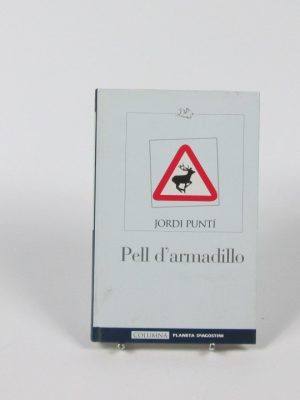 JORDI PUNTÍ
Pell d'armadillo
COLUMNA PLANETA DEAGOSTINI